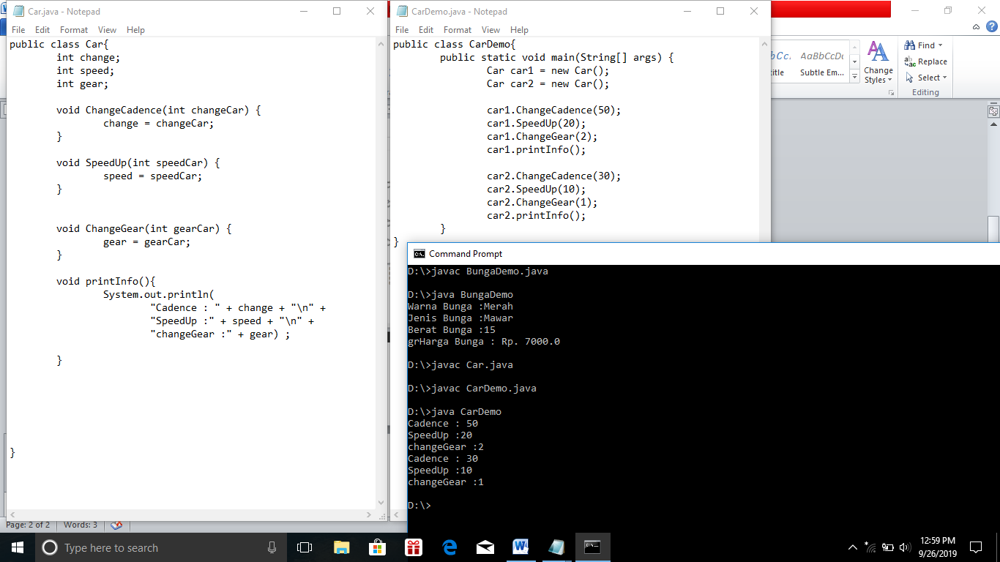 Car.java - Notepad
File Edit Format View Help
public class Car{
        int change;
        int speed;
        int gear;

        void ChangeCadence(int changeCar) {
                change = changeCar;
        }

        void SpeedUp(int speedCar) {
                speed = speedCar;
        }

        void ChangeGear(int gearCar) {
                gear = gearCar;
        }

        void printInfo(){
                System.out.println(
                        "Cadence : " + change + "\n" +
                        "SpeedUp :" + speed + "\n" +
                        "changeGear :" + gear) ;

        }

}
CarDemo.java - Notepad
File Edit Format View Help
public class CarDemo{
        public static void main(String[] args) {
                Car car1 = new Car();
                Car car2 = new Car();

                car1.ChangeCadence(50);
                car1.SpeedUp(20);
                car1.ChangeGear(2);
                car1.printInfo();

                car2.ChangeCadence(30);
                car2.SpeedUp(10);
                car2.ChangeGear(1);
                car2.printInfo();
        }
}
AaBbCcDc
Subtle Em...
Change
Styles
Find
Replace
Select
Editing
Command Prompt
D:\>javac BungaDemo.java

D:\>java BungaDemo
Warna Bunga :Merah
Jenis Bunga :Mawar
Berat Bunga :15
grHarga Bunga : Rp. 7000.0

D:\>javac Car.java

D:\>javac CarDemo.java

D:\>java CarDemo
Cadence : 50
SpeedUp :20
changeGear :2
Cadence : 30
SpeedUp :10
changeGear :1

D:\>
Page: 2 of 2 Words: 3
Type here to search
12:59 PM
9/26/2019